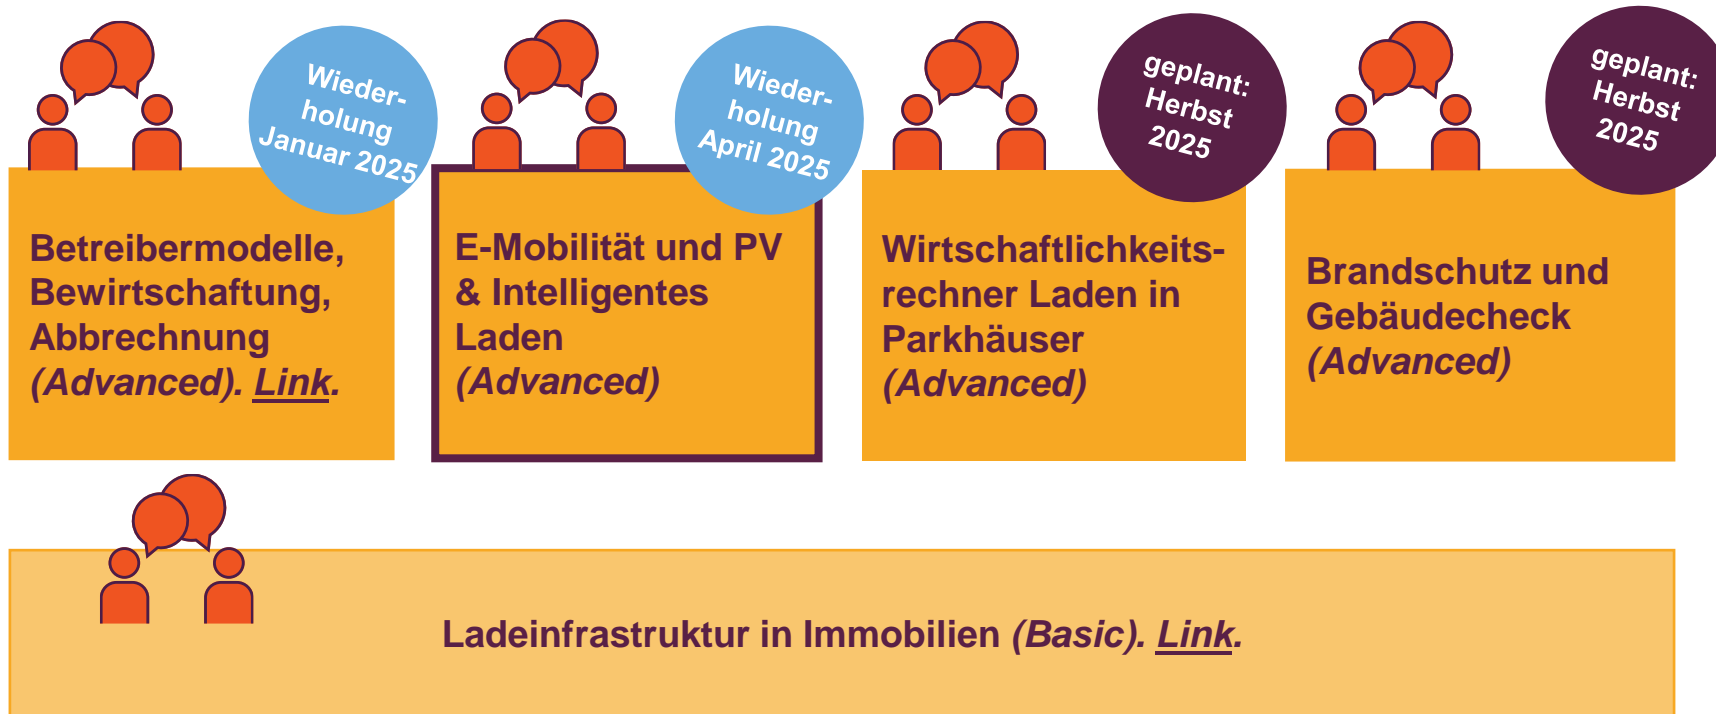 Wieder-
holung
Januar 2025
Betreibermodelle,
Bewirtschaftung,
Abbrechnung
(Advanced). Link.
Wieder-
holung
April 2025
E-Mobilität und PV
& Intelligentes
Laden
(Advanced)
geplant:
Herbst
2025
Wirtschaftlichkeits-
rechner Laden in
Parkhäuser
(Advanced)
geplant:
Herbst
2025
Brandschutz und
Gebäudecheck
(Advanced)
Ladeinfrastruktur in Immobilien (Basic). Link.